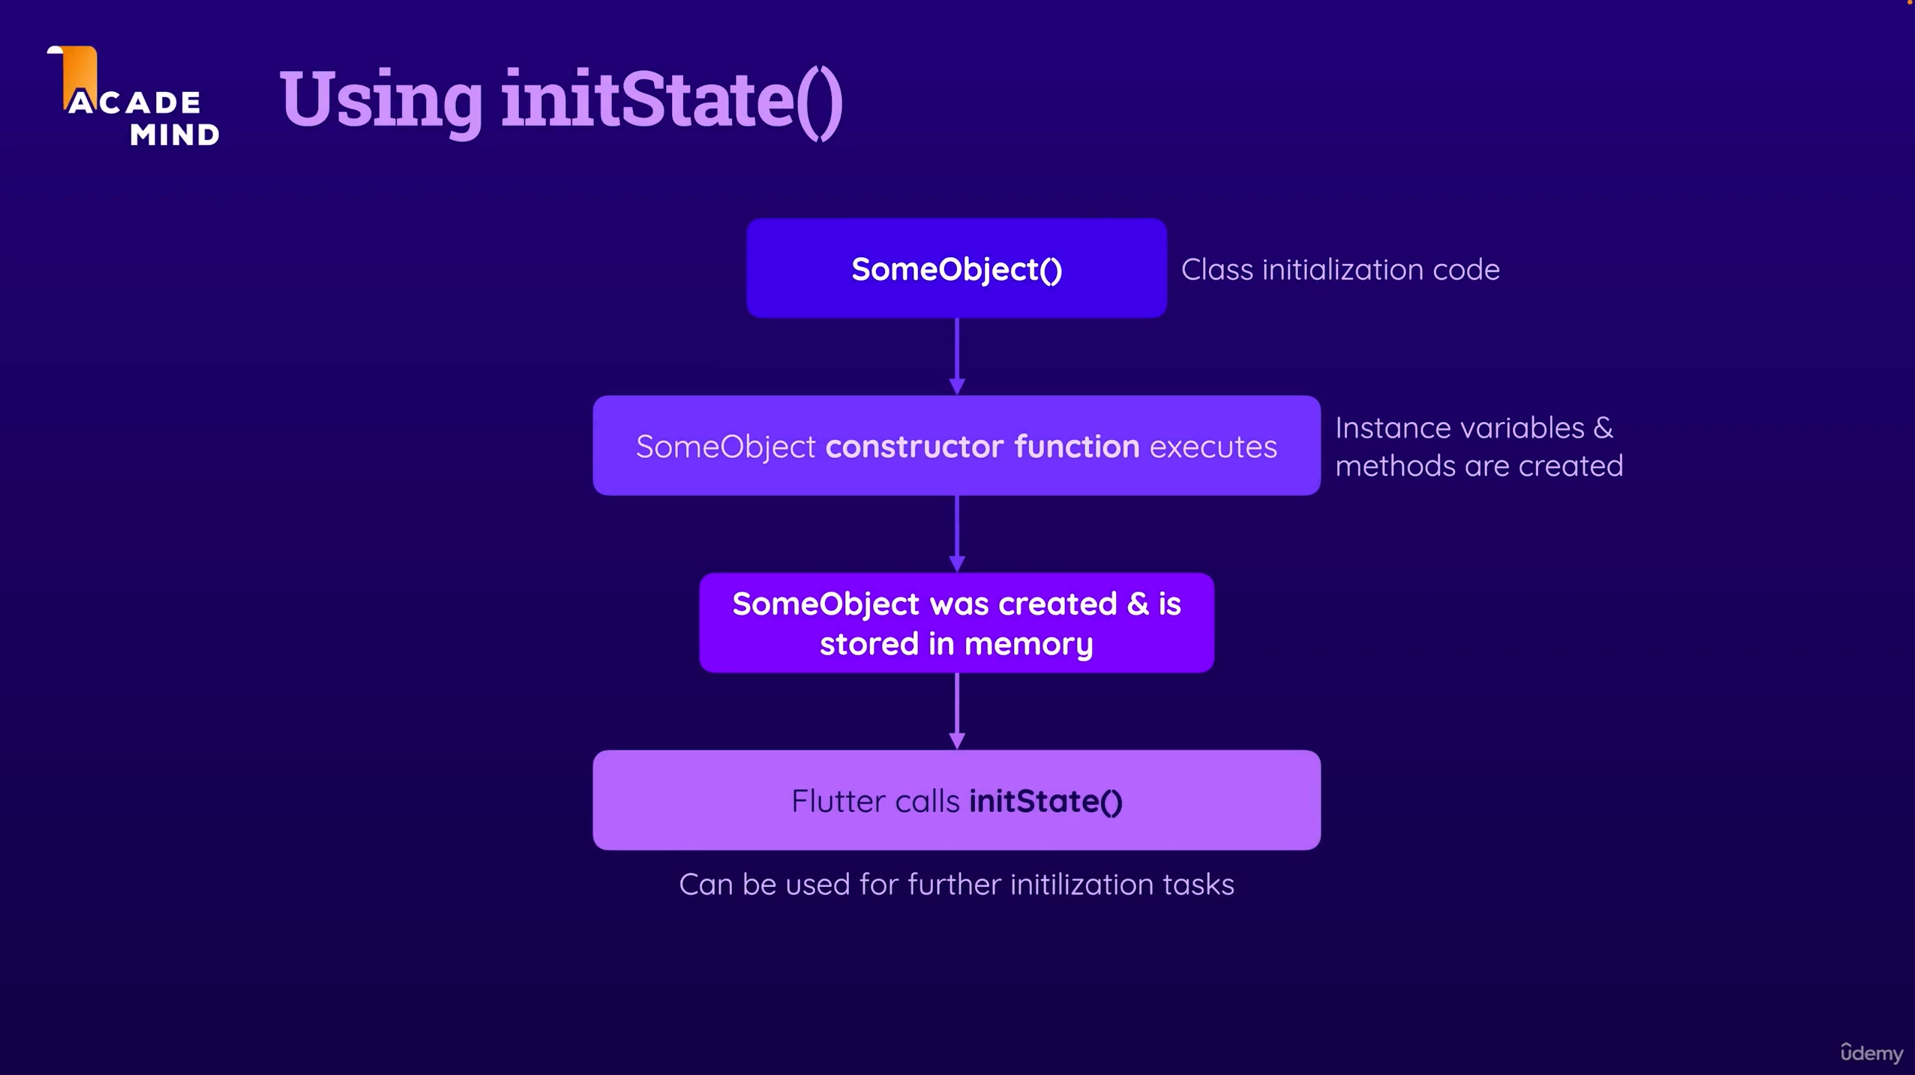 ACADE
MIND
Using initState()
SomeObject()
Class initialization code
SomeObject constructor function executes
Instance variables &
methods are created
SomeObject was created & is
stored in memory
Flutter calls initState()
Can be used for further initilization tasks
ûdemy